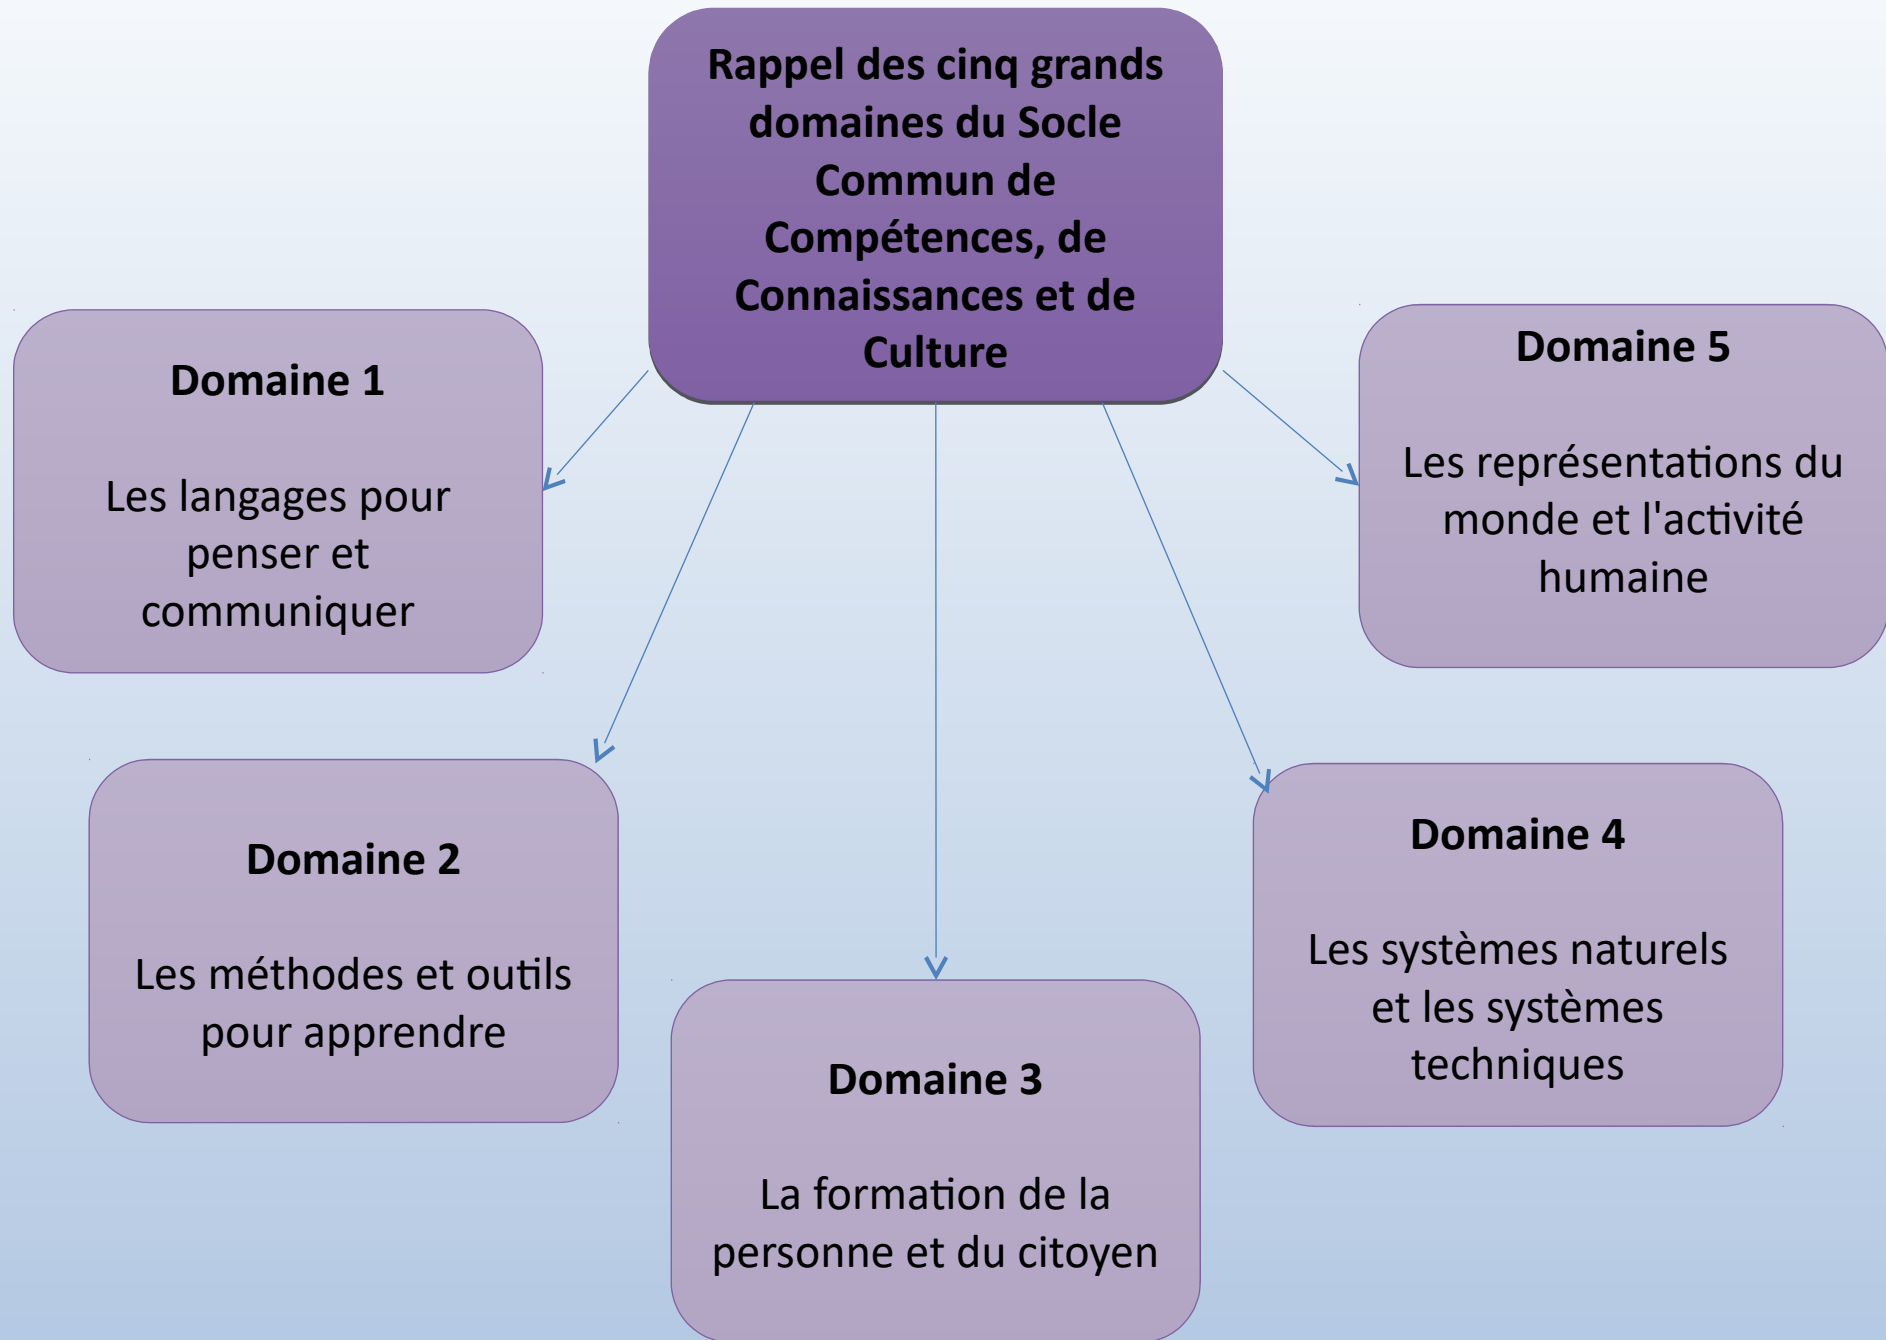 Rappel des cinq grands
domaines du Socle
Commun de
Compétences, de
Connaissances et de
Culture
Domaine 1
Les langages pour
penser et
communiquer
Domaine 2
Les méthodes et outils
pour apprendre
Domaine 3
La formation de la
personne et du citoyen
Domaine 4
Les systèmes naturels
et les systèmes
techniques
Domaine 5
Les représentations du
monde et l'activité
humaine